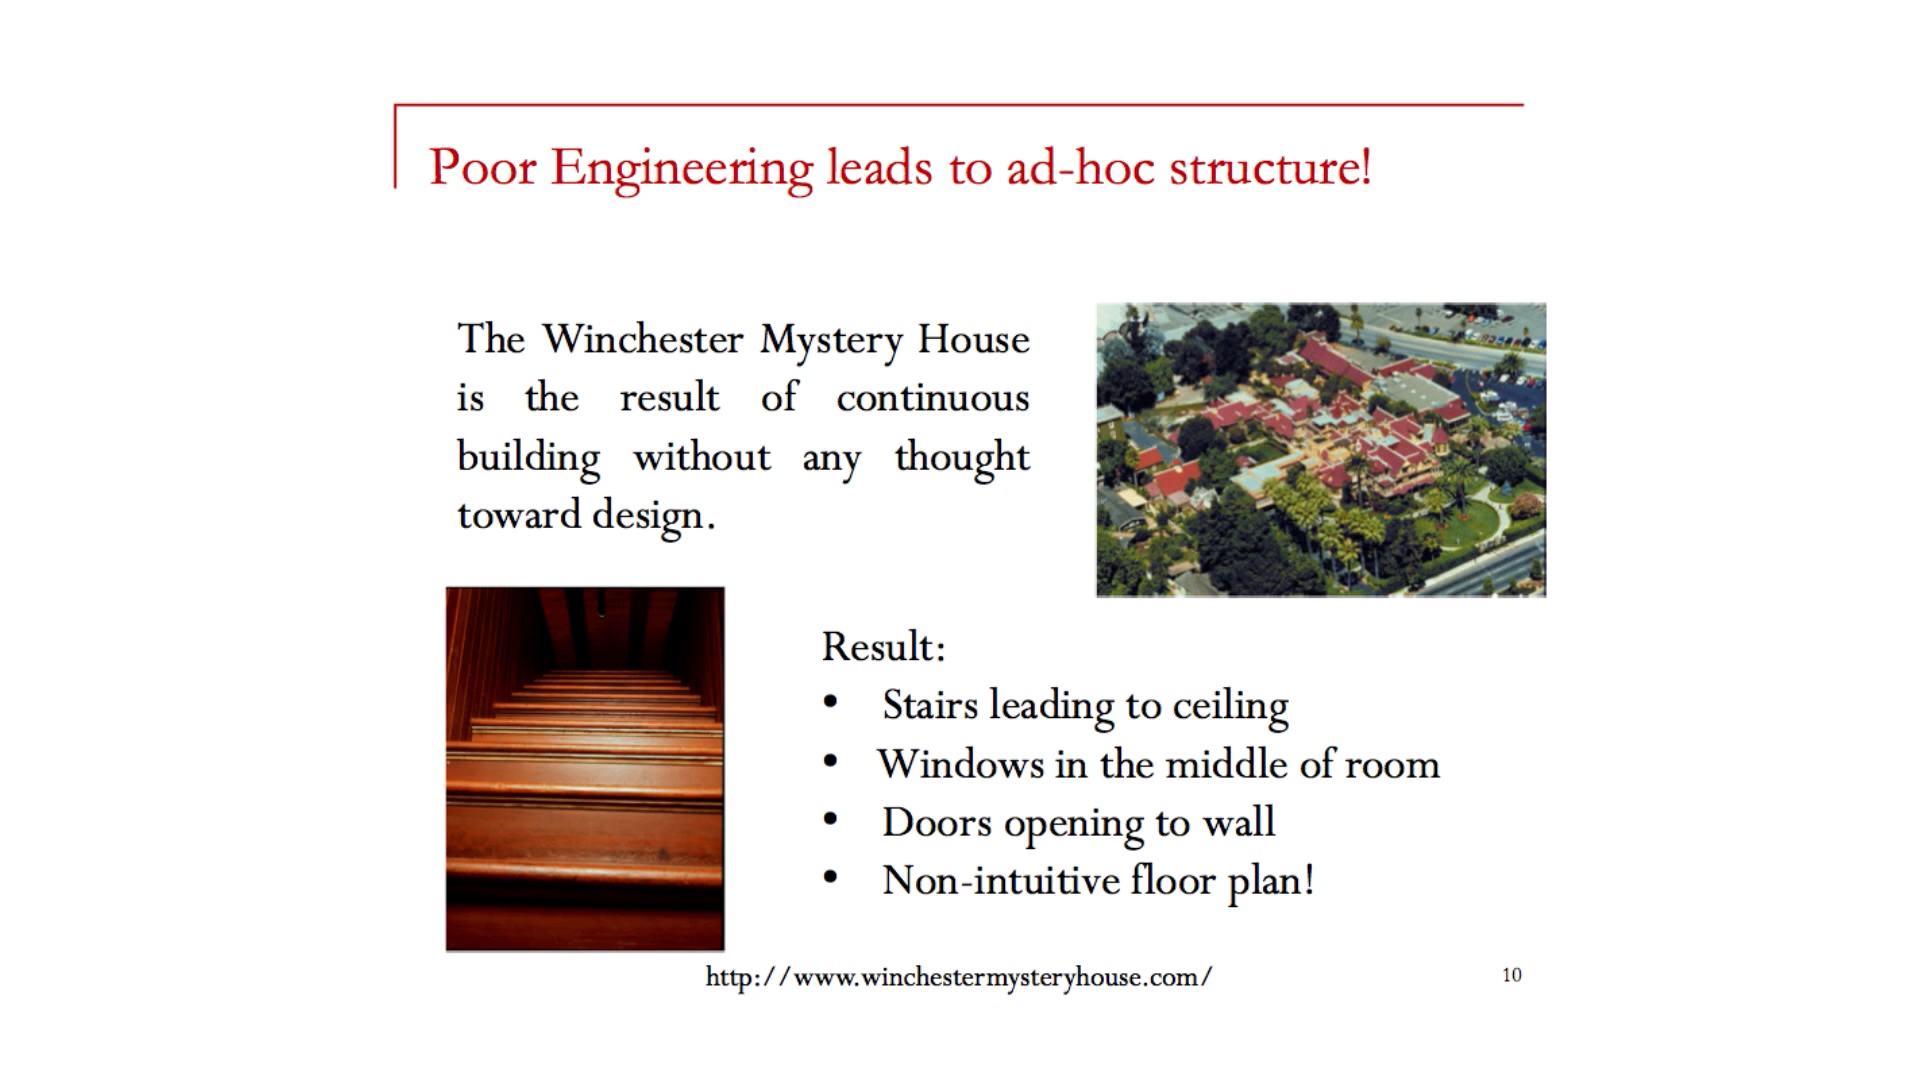 Poor Engineering leads to ad-hoc structure!
The Winchester Mystery House
is the result of continuous
building without any thought
toward design.
Result:
• Stairs leading to ceiling
• Windows in the middle of room
• Doors opening to wall
• Non-intuitive floor plan!
http://www.winchestermysteryhouse.com/
10